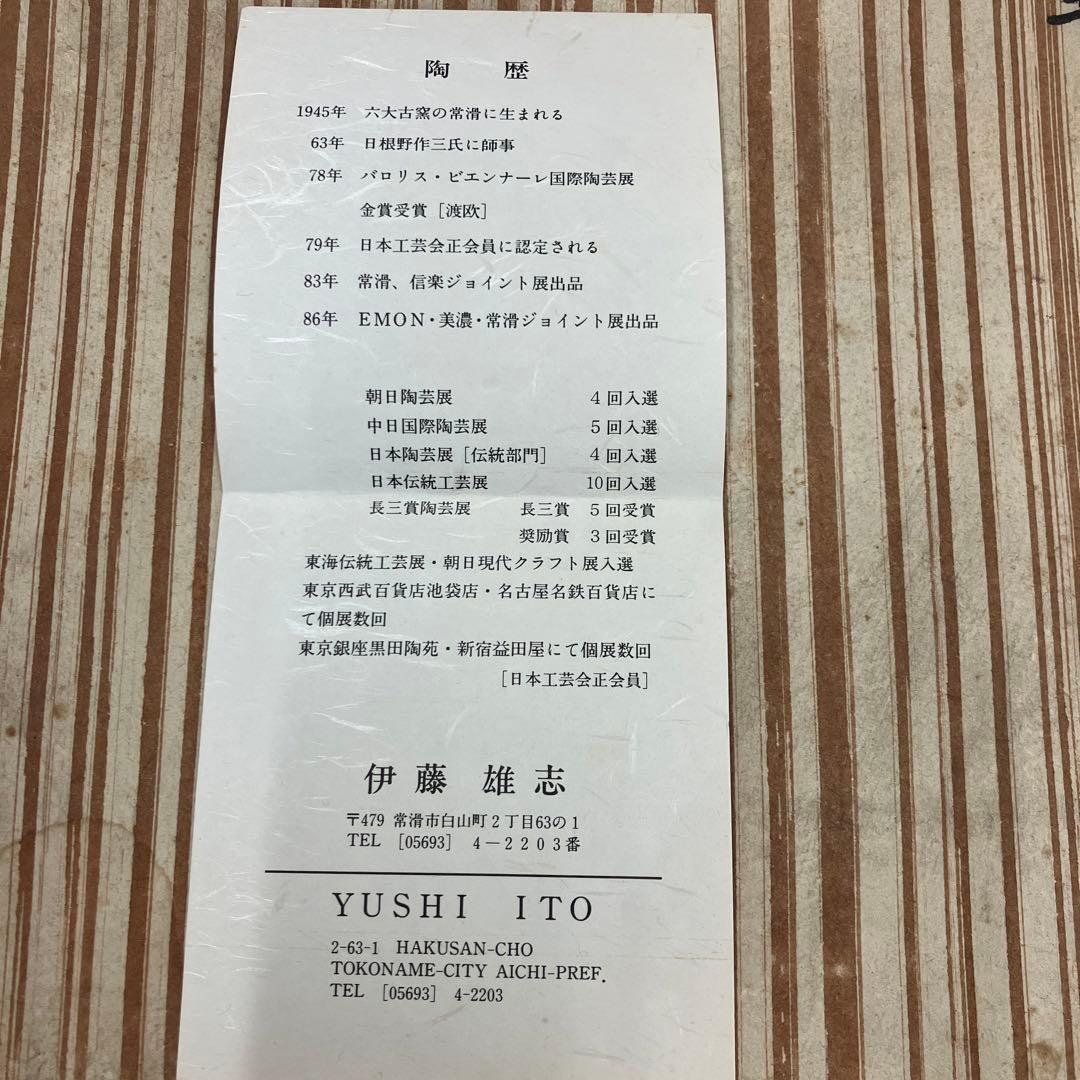 陶 歴
1945年 六大古窯の常滑に生まれる
63年 日根野作三氏に師事
78年 バロリス・ビエンナーレ国際陶芸展
金賞受賞［渡欧］
79年 日本工芸会正会員に認定される
83年 常滑、信楽ジョイント展出品
86年 EMON・美濃・常滑ジョイント展出品
朝日陶芸展 4回入選
中日国際陶芸展 5回入選
日本陶芸展［伝統部門］ 4回入選
日本伝統工芸展 10回入選
長三賞陶芸展 長三賞 5回受賞
奨励賞 3回受賞
東海伝統工芸展・朝日現代クラフト展入選
東京西武百貨店池袋店・名古屋名鉄百貨店に
て個展数回
東京銀座黒田陶苑・新宿益田屋にて個展数回
［日本工芸会正会員］
伊藤 雄志
〒479 常滑市白山町2丁目63の1
TEL ［05693］ 4－2203番
YUSHI ITO
2-63-1 HAKUSAN-CHO
TOKONAME-CITY AICHI-PREF.
TEL ［05693］ 4-2203